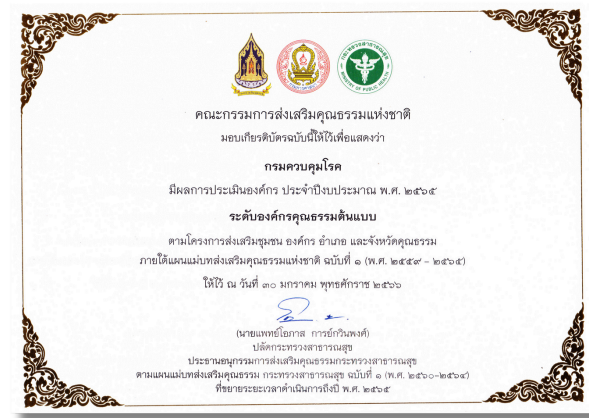 กระทรวงสาธารณสุข
MINISTRY OF PUBLIC HEALTH
คณะกรรมการส่งเสริมคุณธรรมแห่งชาติ
มอบเกียรติบัตรฉบับนี้ให้ไว้เพื่อแสดงว่า
กรมควบคุมโรค
มีผลการประเมินองค์กร ประจำปีงบประมาณ พ.ศ. ๒๕๖๕
ระดับองค์กรคุณธรรมต้นแบบ
ตามโครงการส่งเสริมชุมชน องค์กร อำเภอ และจังหวัดคุณธรรม
ภายใต้แผนแม่บทส่งเสริมคุณธรรมแห่งชาติ ฉบับที่ ๑ (พ.ศ. ๒๕๕๙ - ๒๕๖๕)
ให้ไว้ ณ วันที่ ๓๐ มกราคม พุทธศักราช ๒๕๖๖
(นายแพทย์โอภาส การย์กวินพงศ์)
ปลัดกระทรวงสาธารณสุข
ประธานอนุกรรมการส่งเสริมคุณธรรมกระทรวงสาธารณสุข
ตามแผนแม่บทส่งเสริมคุณธรรม กระทรวงสาธารณสุข ฉบับที่ ๑ (พ.ศ. ๒๕๖๐-๒๕๖๔)
ที่ขยายระยะเวลาดำเนินการถึงปี พ.ศ. ๒๕๖๕